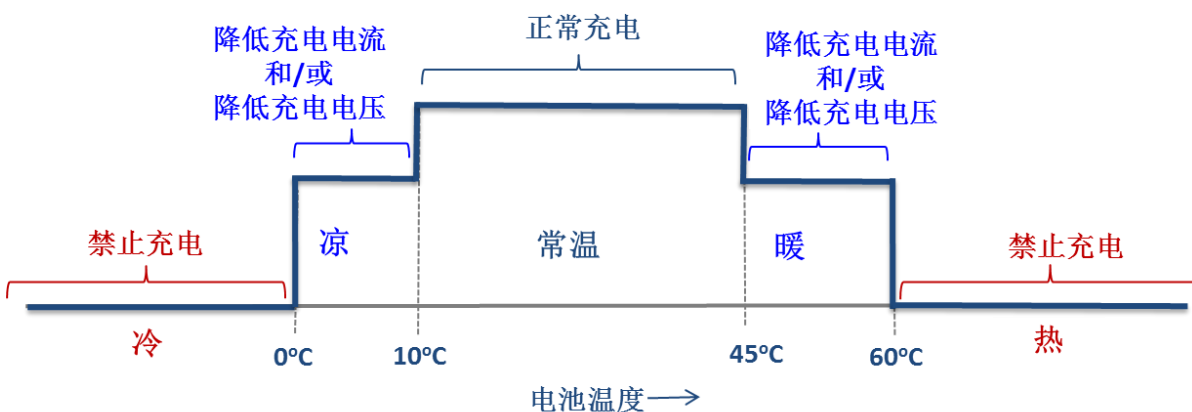 降低充电电流
和/或
降低充电电压
正常充电
降低充电电流
和/或
降低充电电压
禁止充电
凉
常温
暖
禁止充电
冷
0°C
10°C
45°C
60°C
热
电池温度→